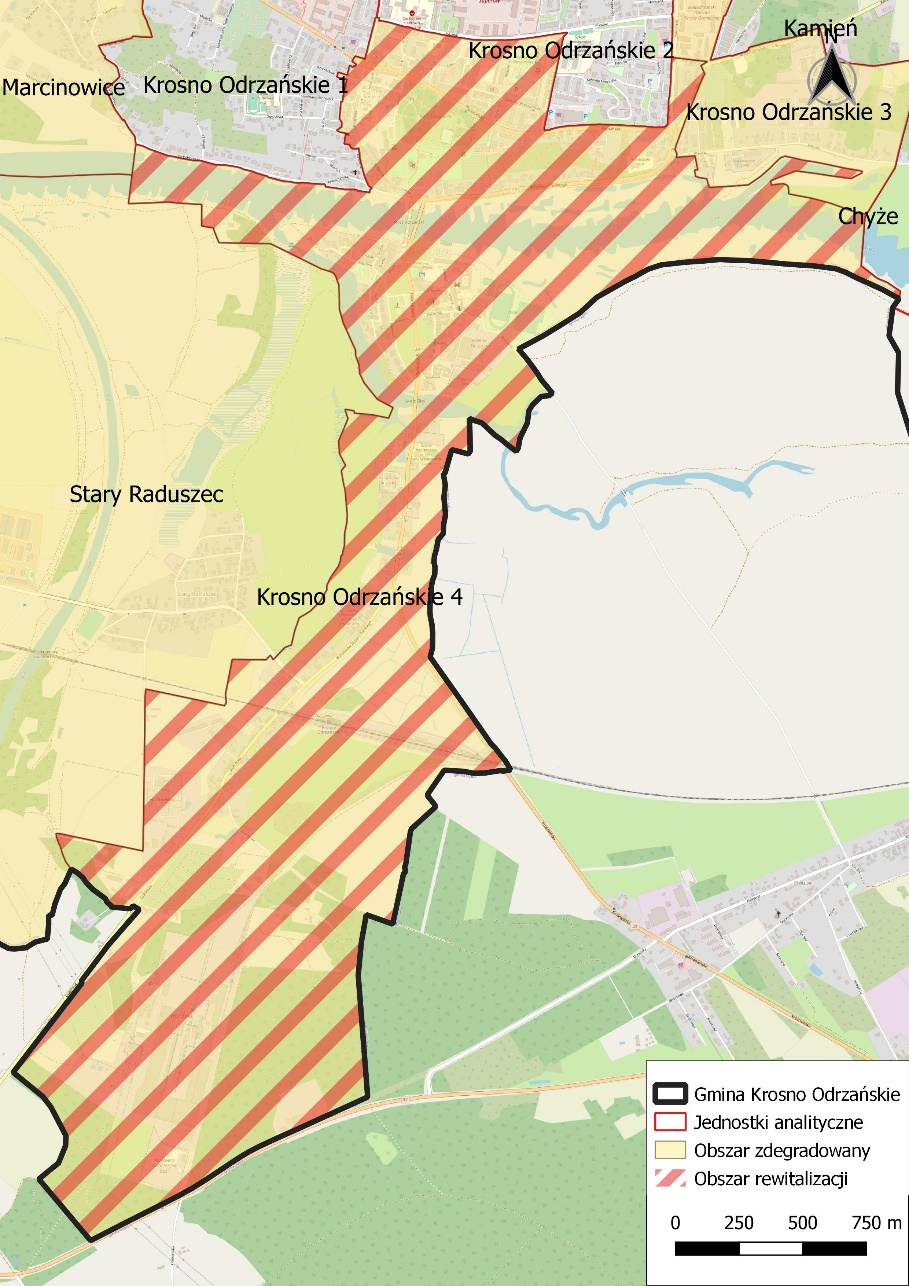 Kamień
N
Krosno Odrzańskie 2
Marcinowice
Krosno Odrzańskie 1
Krosno Odrzańskie 3
Chyże
Stary Raduszec
Krosno Odrzańskie 4
Gmina Krosno Odrzańskie
Jednostki analityczne
Obszar zdegradowany
Obszar rewitalizacji
0 250 500 750 m